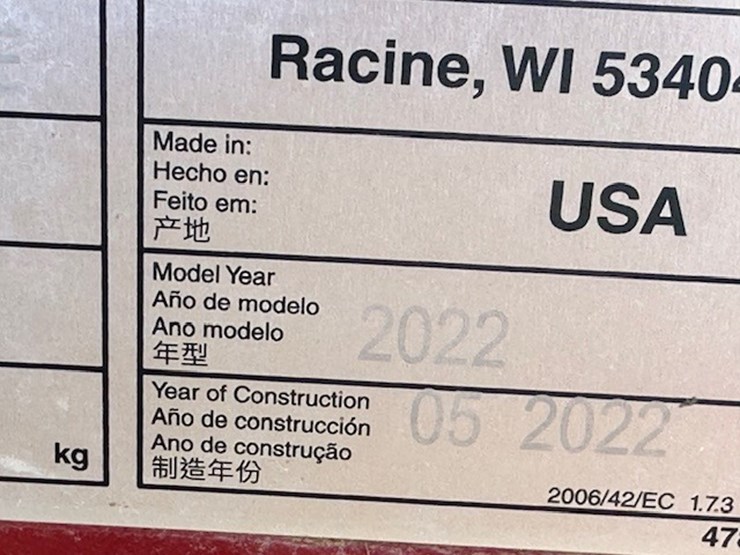 Racine, WI 5340
Made in:
Hecho en:
Feito em:
产地
USA
Model Year
Año de modelo
Ano modelo
年型
2022
Year of Construction
Año de construcción
Ano de construção
制造年份
05 2022
kg
2006/42/EC 1.7.3
47